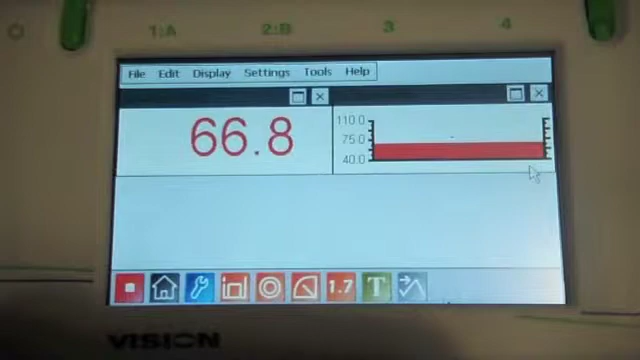 1:A 2:B 3 4
File Edit Display Settings Tools Help
66.8
110.0
75.0
40.0
1.7 T
VISION